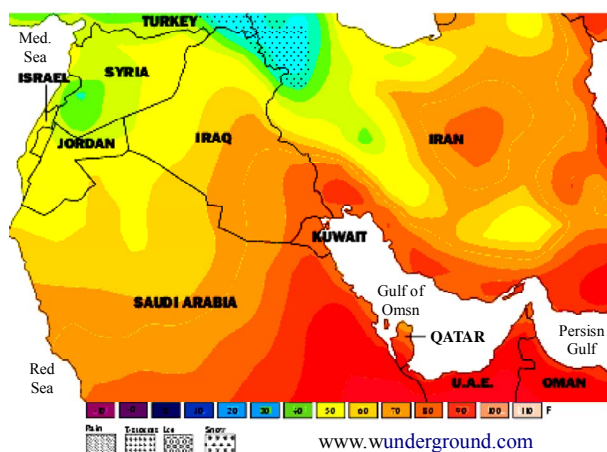 TURKEY
Med.
Sea
ISRAEL
SYRIA
JORDAN
IRAQ
IRAN
KUWAIT
SAUDI ARABIA
Gulf of
Omsn
QATAR
Persisn
Gulf
Red
Sea
U.A.E.
OMAN
10 20 30 40 50 60 70 80 90 100 110 F
Rain Ice Snow
www.wunderground.com